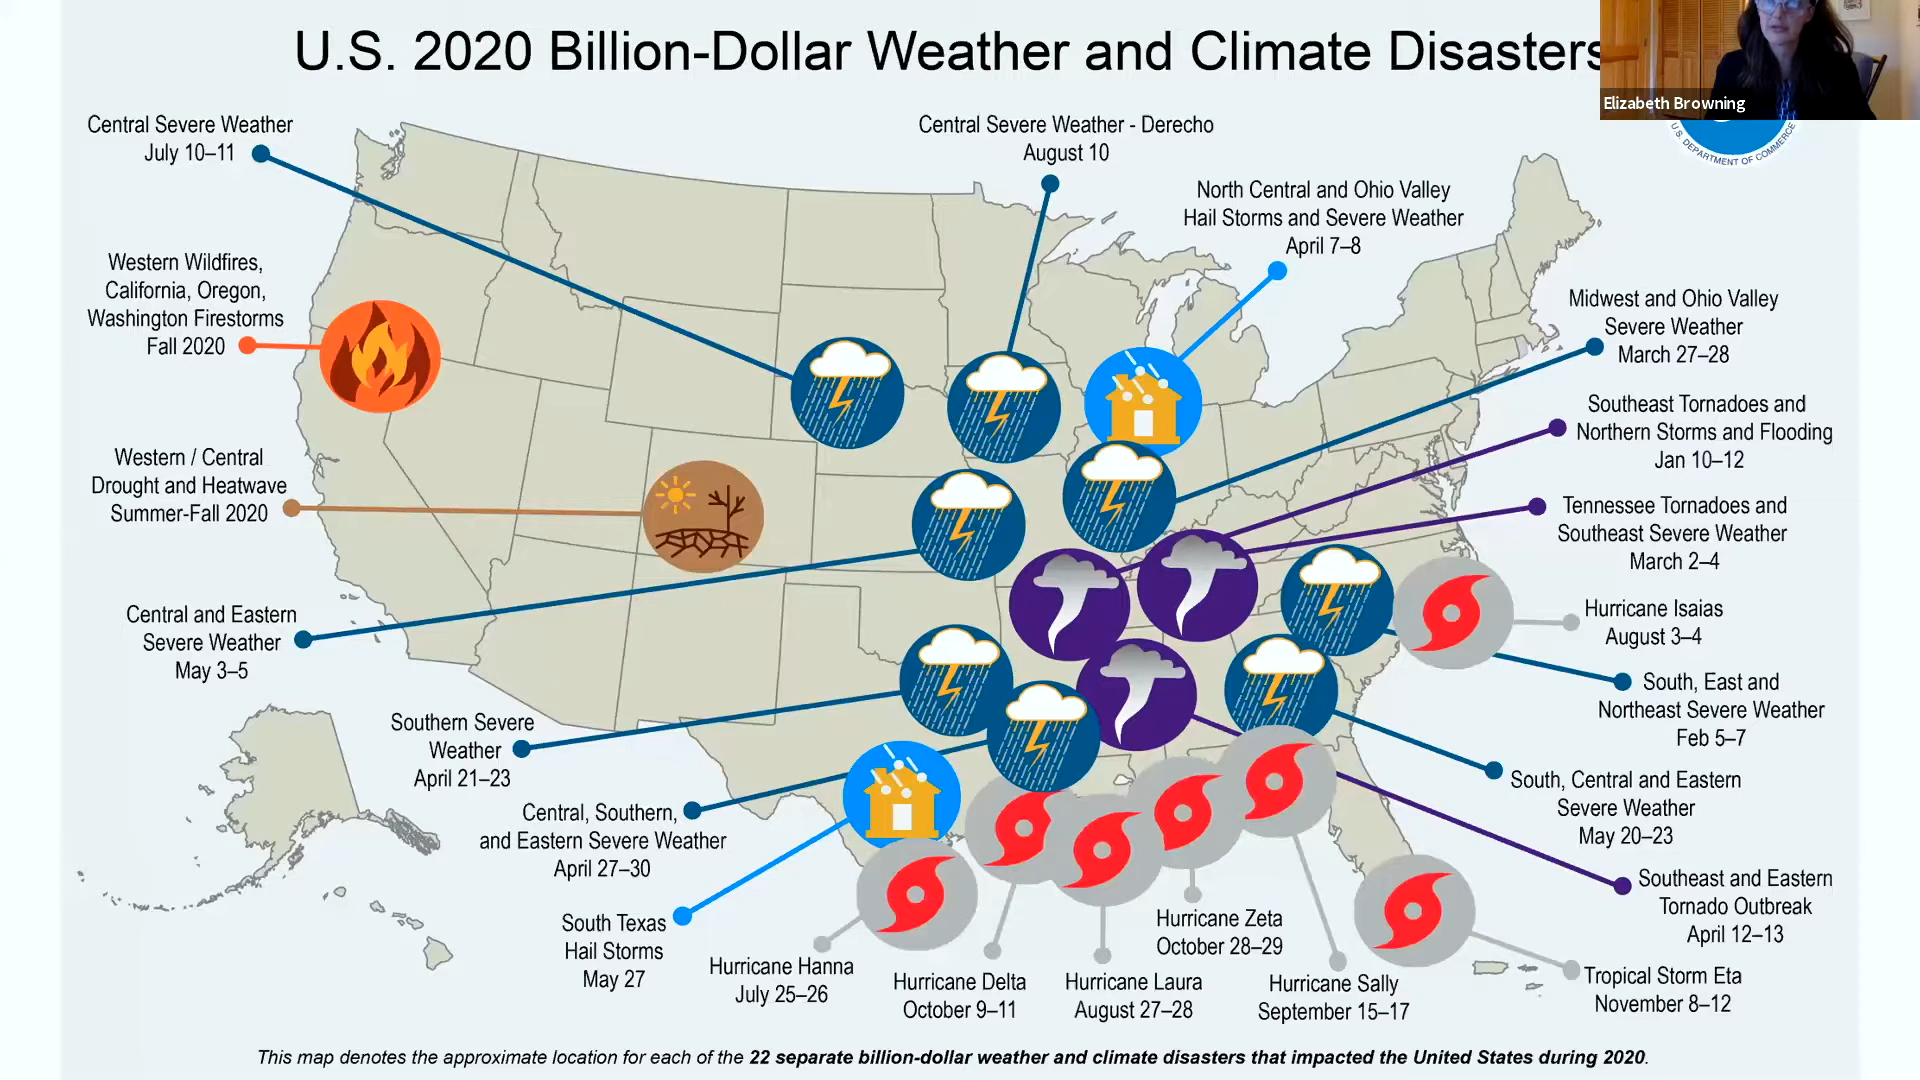 U.S. 2020 Billion-Dollar Weather and Climate Disasters
Elizabeth Browning
U.S. DEPARTMENT OF COMMERCE
Central Severe Weather
July 10–11
Central Severe Weather - Derecho
August 10
North Central and Ohio Valley
Hail Storms and Severe Weather
April 7–8
Western Wildfires,
California, Oregon,
Washington Firestorms
Fall 2020
Midwest and Ohio Valley
Severe Weather
March 27–28
Southeast Tornadoes and
Northern Storms and Flooding
Jan 10–12
Western / Central
Drought and Heatwave
Summer-Fall 2020
Tennessee Tornadoes and
Southeast Severe Weather
March 2–4
Central and Eastern
Severe Weather
May 3–5
Hurricane Isaias
August 3–4
South, East and
Northeast Severe Weather
Feb 5–7
Southern Severe
Weather
April 21–23
South, Central and Eastern
Severe Weather
May 20–23
Central, Southern,
and Eastern Severe Weather
April 27–30
Southeast and Eastern
Tornado Outbreak
April 12–13
South Texas
Hail Storms
May 27
Hurricane Hanna
July 25–26
Hurricane Delta
October 9–11
Hurricane Laura
August 27–28
Hurricane Zeta
October 28–29
Hurricane Sally
September 15–17
Tropical Storm Eta
November 8–12
This map denotes the approximate location for each of the 22 separate billion-dollar weather and climate disasters that impacted the United States during 2020.